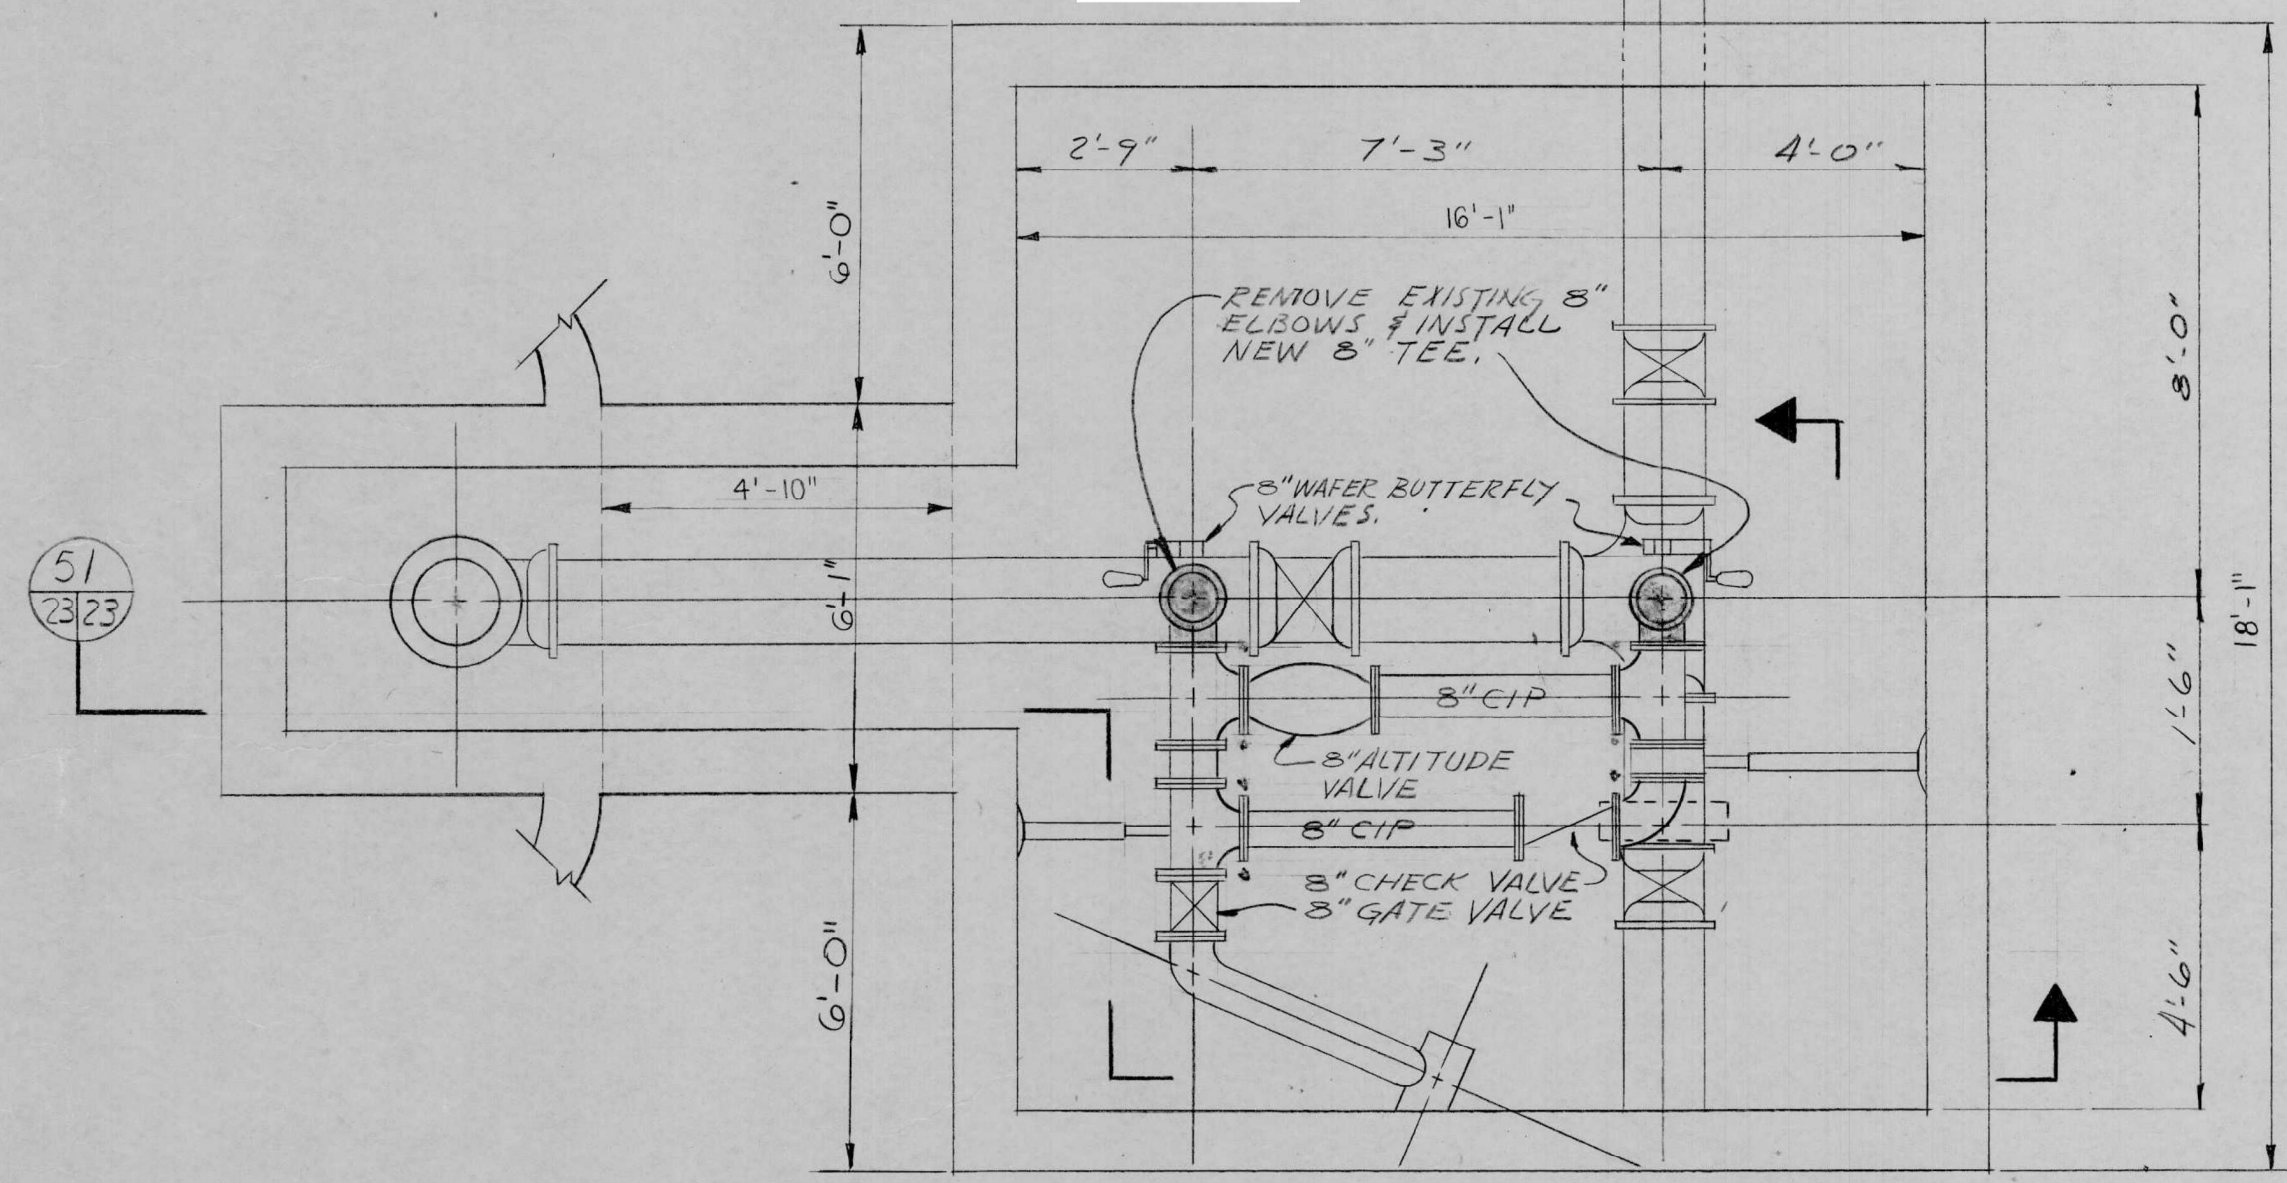 2'-9"
7'-3"
4'-0"
16'-1"
6'-0"
REMOVE EXISTING 8"
ELBOWS & INSTALL
NEW 8" TEE.
8'-0"
4'-10"
8" WAFER BUTTERFLY
VALVES.
51
23 23
6'-1"
18'-1"
8" CIP
1'-6"
8" ALTITUDE
VALVE
8" CIP
8" CHECK VALVE
8" GATE VALVE
6'-0"
4'-6"